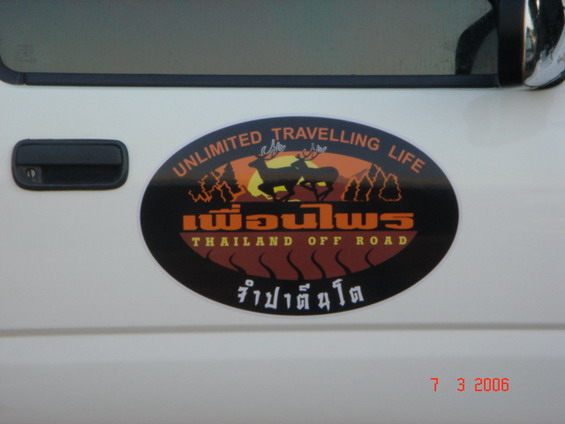 UNLIMITED TRAVELLING LIFE
เพื่อนไพร
THAILAND OFF ROAD
จำปาตีนโต
7 3 2006